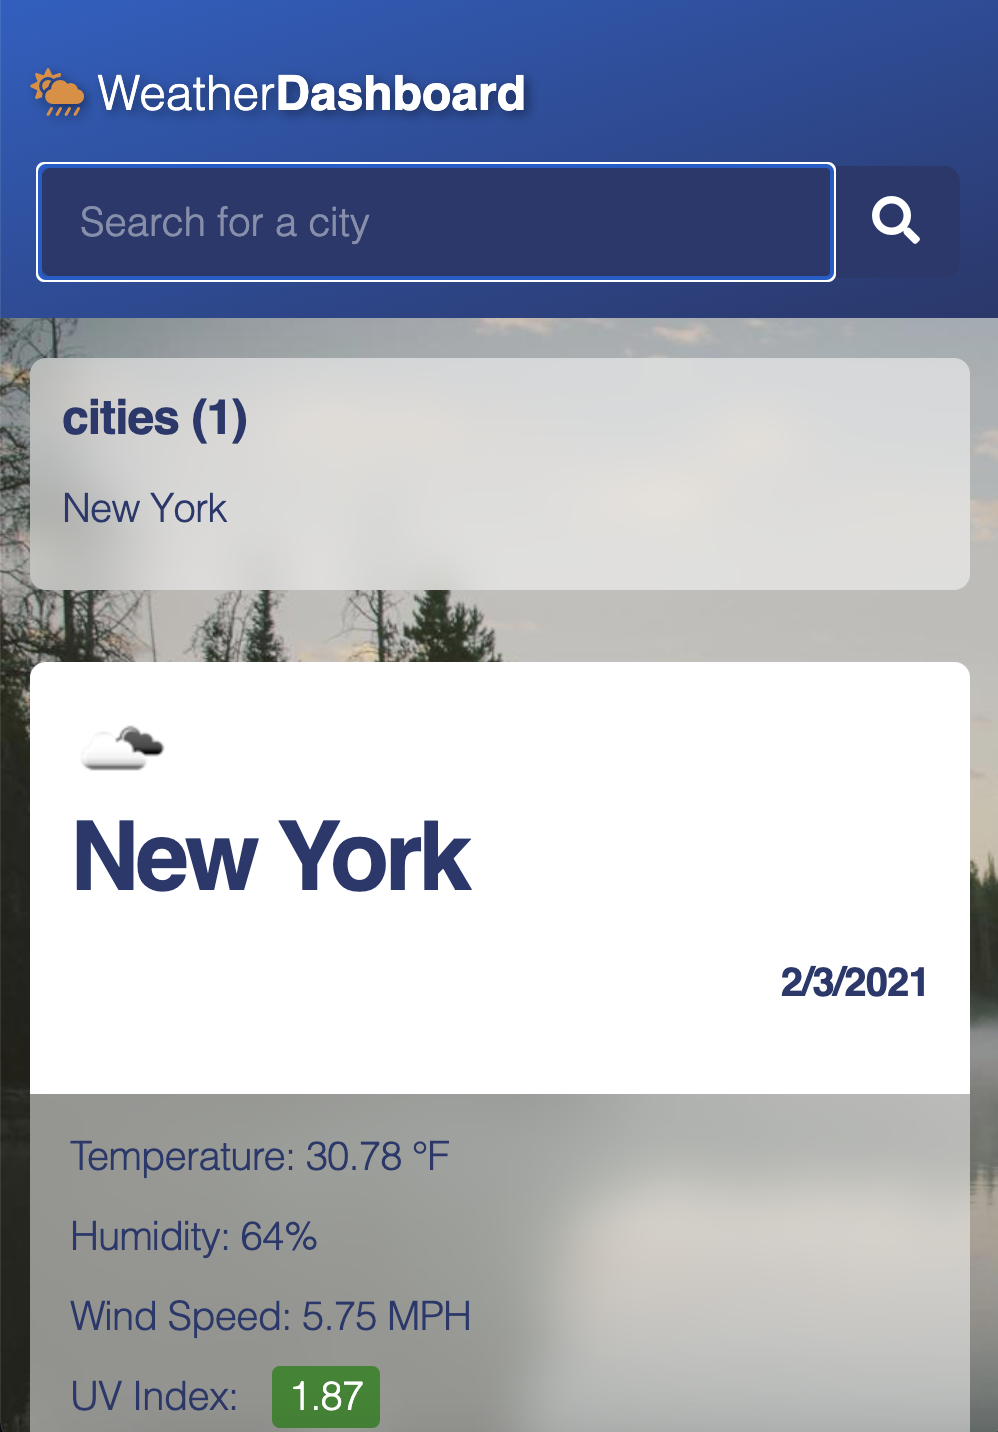 WeatherDashboard
Search for a city
cities (1)
New York
New York
2/3/2021
Temperature: 30.78 °F
Humidity: 64%
Wind Speed: 5.75 MPH
UV Index: 1.87